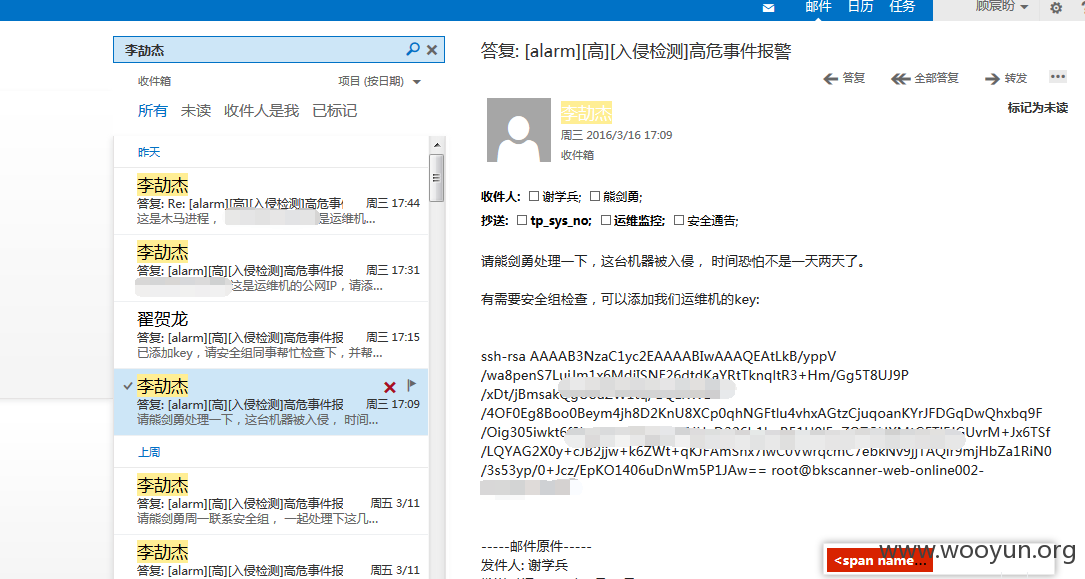 邮件 日历 任务 顾宸盼
李劼杰
收件箱 项目 (按日期)
所有 未读 收件人是我 已标记
昨天
李劼杰
答复: Re: [alarm][高][入侵检测]高危事件 周三 17:44
这是木马进程， 是运维机...
李劼杰
答复: [alarm][高][入侵检测]高危事件报 周三 17:31
这是运维机的公网IP，请添...
翟贺龙
答复: [alarm][高][入侵检测]高危事件报 周三 17:15
已添加key，请安全组同事帮忙检查下，并帮...
李劼杰
答复: [alarm][高][入侵检测]高危事件报 周三 17:09
请能剑勇处理一下，这台机器被入侵， 时间...
上周
李劼杰
答复: [alarm][高][入侵检测]高危事件报 周五 3/11
请能剑勇周一联系安全组， 一起处理下这几...
李劼杰
答复: [alarm][高][入侵检测]高危事件报 周五 3/11
答复: [alarm][高][入侵检测]高危事件报警
答复 全部答复 转发 •••
标记为未读
李劼杰
周三 2016/3/16 17:09
收件箱
收件人: 谢学兵; 熊剑勇;
抄送: tp_sys_no; 运维监控; 安全通告;
请能剑勇处理一下，这台机器被入侵， 时间恐怕不是一天两天了。
有需要安全组检查，可以添加我们运维机的key:
ssh-rsa AAAAB3NzaC1yc2EAAAABIwAAAQEAtLkB/yppV
/xDt/jBmsak
/4OF0Eg8Boo0Beym4jh8D2KnU8XCp0qhNGFtlu4vhxAGtzCjuqoanKYrJFDGqDwQhxbq9F
/Oig305iwkt6 GUvrM+Jx6TSf
/3s53yp/0+Jcz/EpKO1406uDnWm5P1JAw== root@bkscanner-web-online002-
-----邮件原件-----
发件人: 谢学兵
<span name...
www.wooyun.org